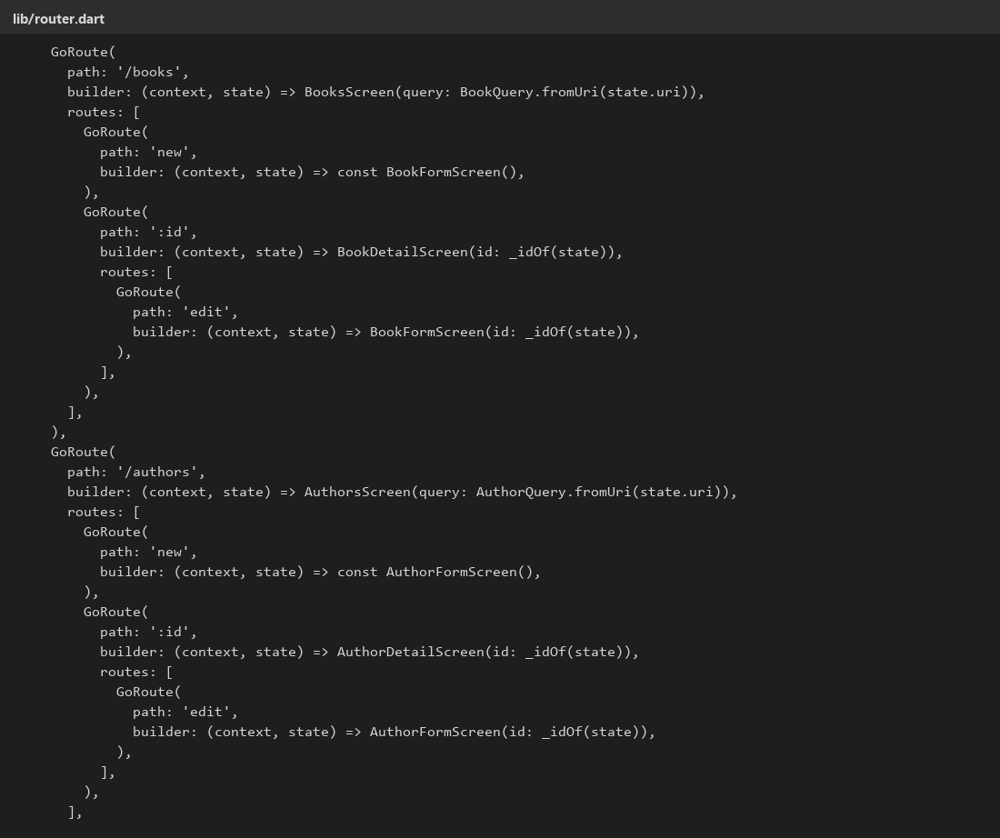 lib/router.dart
GoRoute(
path: '/books',
builder: (context, state) => BooksScreen(query: BookQuery.fromUri(state.uri)),
routes: [
GoRoute(
path: 'new',
builder: (context, state) => const BookFormScreen(),
),
GoRoute(
path: ':id',
builder: (context, state) => BookDetailScreen(id: _idOf(state)),
routes: [
GoRoute(
path: 'edit',
builder: (context, state) => BookFormScreen(id: _idOf(state)),
),
],
),
],
),
GoRoute(
path: '/authors',
builder: (context, state) => AuthorsScreen(query: AuthorQuery.fromUri(state.uri)),
routes: [
GoRoute(
path: 'new',
builder: (context, state) => const AuthorFormScreen(),
),
GoRoute(
path: ':id',
builder: (context, state) => AuthorDetailScreen(id: _idOf(state)),
routes: [
GoRoute(
path: 'edit',
builder: (context, state) => AuthorFormScreen(id: _idOf(state)),
),
],
),
],